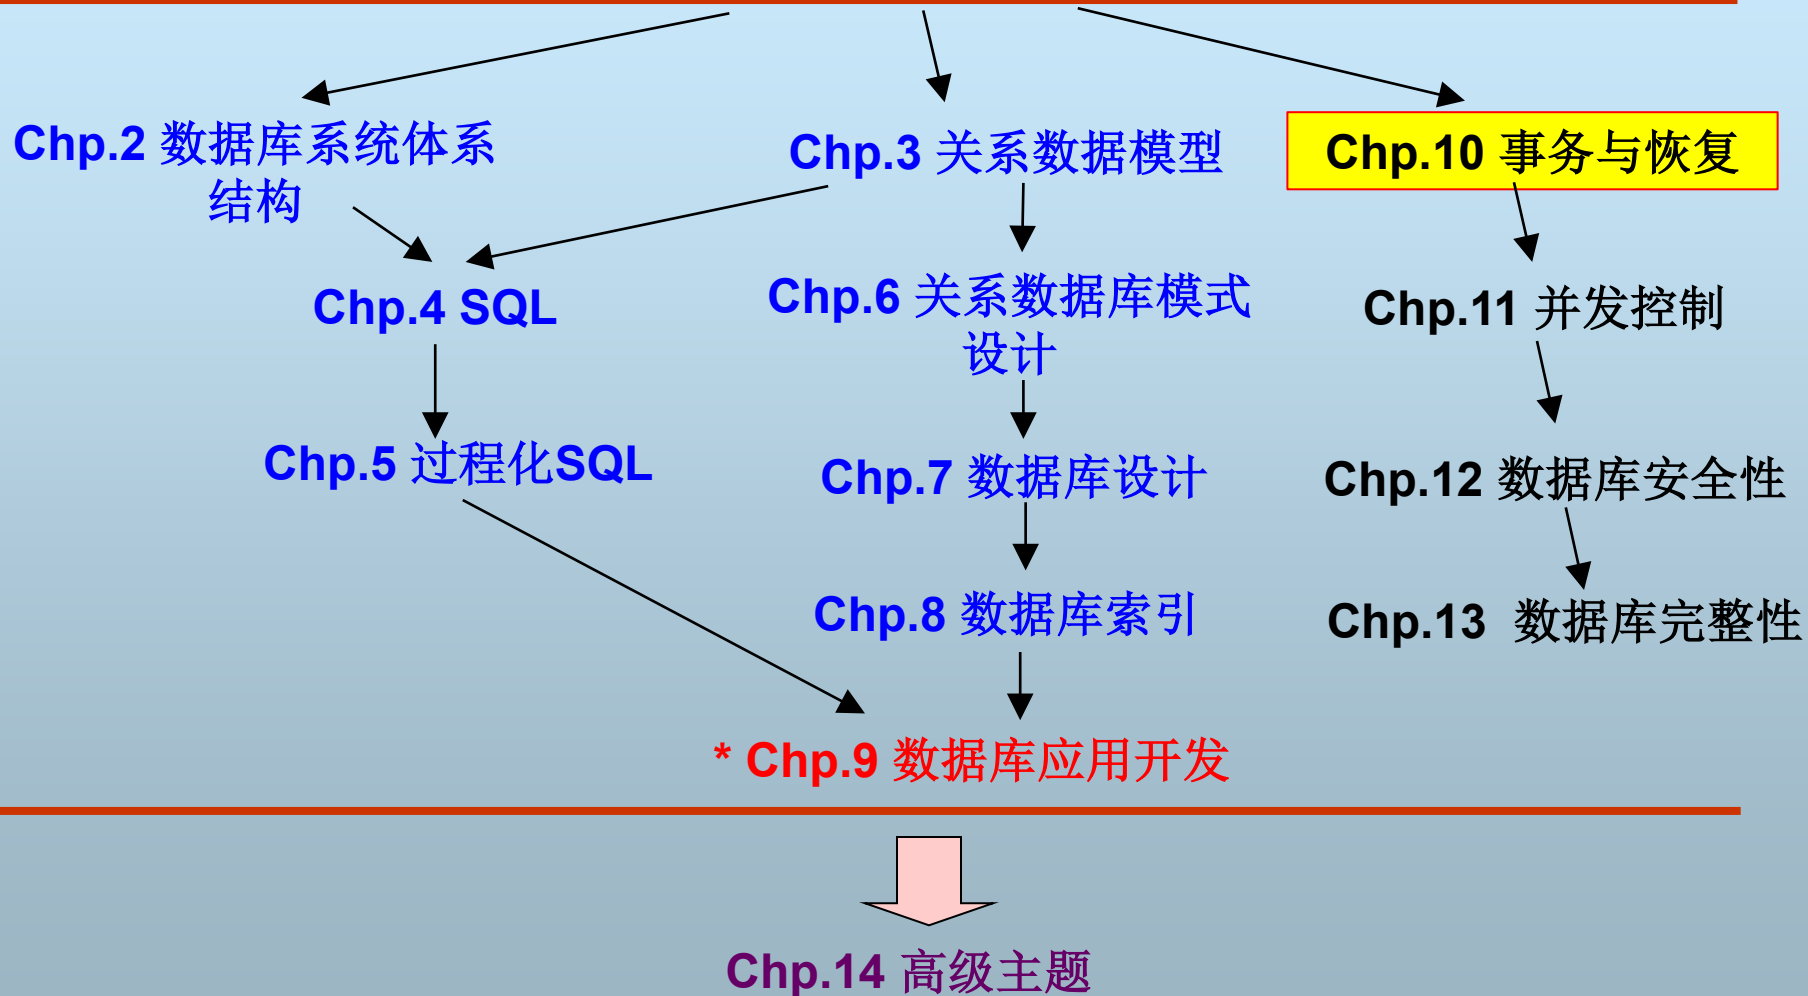 Chp.2 数据库系统体系
结构
Chp.3 关系数据模型
Chp.10 事务与恢复
Chp.4 SQL
Chp.6 关系数据库模式
设计
Chp.11 并发控制
Chp.5 过程化SQL
Chp.7 数据库设计
Chp.12 数据库安全性
Chp.8 数据库索引
Chp.13 数据库完整性
* Chp.9 数据库应用开发
Chp.14 高级主题